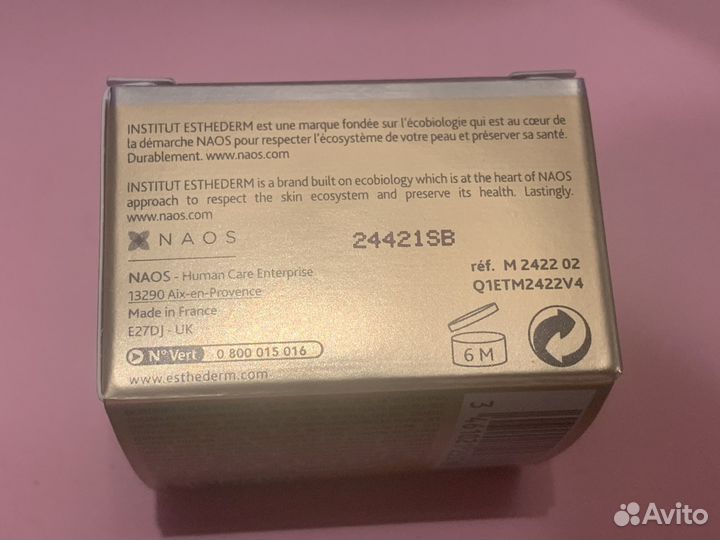 INSTITUT ESTHEDERM est une marque fondée sur l'écobiologie qui est au cœur de
la démarche NAOS pour respecter l'écosystème de votre peau et préserver sa santé.
Durablement. www.naos.com
INSTITUT ESTHEDERM is a brand built on ecobiology which is at the heart of NAOS
approach to respect the skin ecosystem and preserve its health. Lastingly.
www.naos.com
NAOS
24421SB
NAOS - Human Care Enterprise
13290 Aix-en-Provence
Made in France
E27DJ - UK
N° Vert 0 800 015 016
www.esthederm.com
réf. M 2422 02
Q1ETM2422V4
6 M
Avito